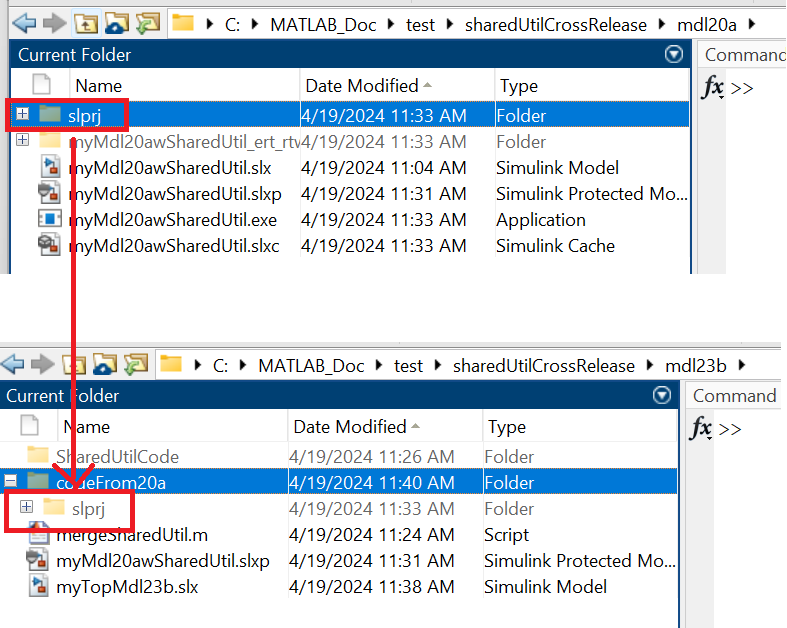 C: MATLAB_Doc test sharedUtilCrossRelease mdl20a
Current Folder
Command
fx >>
Name Date Modified Type
slprj 4/19/2024 11:33 AM Folder
myMdl20awSharedUtil_ert_rtw 4/19/2024 11:33 AM Folder
myMdl20awSharedUtil.slx 4/19/2024 11:04 AM Simulink Model
myMdl20awSharedUtil.slxp 4/19/2024 11:31 AM Simulink Protected Mo...
myMdl20awSharedUtil.exe 4/19/2024 11:33 AM Application
myMdl20awSharedUtil.slxc 4/19/2024 11:33 AM Simulink Cache
C: MATLAB_Doc test sharedUtilCrossRelease mdl23b
Current Folder
Command
fx >>
Name Date Modified Type
SharedUtilCode 4/19/2024 11:26 AM Folder
codeFrom20a 4/19/2024 11:40 AM Folder
slprj 4/19/2024 11:33 AM Folder
mergeSharedUtil.m 4/19/2024 11:24 AM Script
myMdl20awSharedUtil.slxp 4/19/2024 11:31 AM Simulink Protected Mo...
myTopMdl23b.slx 4/19/2024 11:38 AM Simulink Model